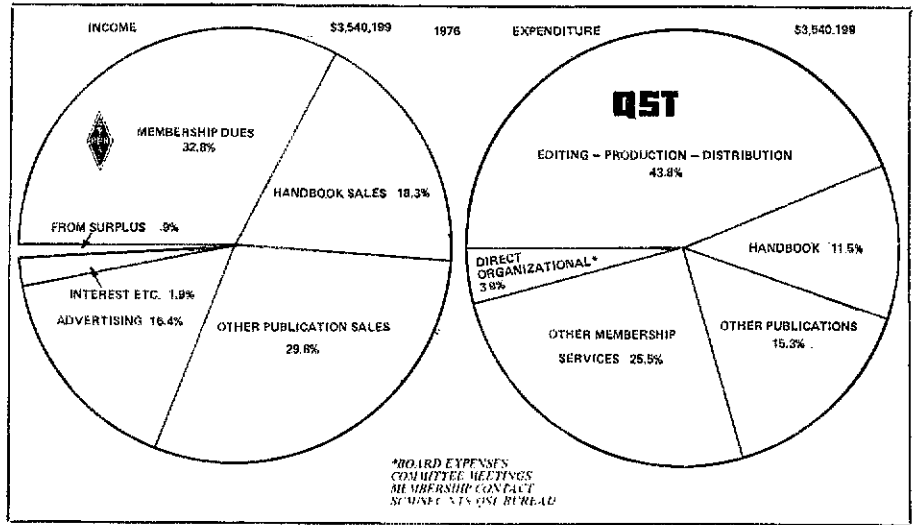 INCOME $3,540,199 1976 EXPENDITURE $3,540,199
MEMBERSHIP DUES
32.8%
HANDBOOK SALES 18.3%
FROM SURPLUS .9%
INTEREST ETC. 1.9%
ADVERTISING 16.4%
OTHER PUBLICATION SALES
29.6%
QST
EDITING – PRODUCTION – DISTRIBUTION
43.8%
HANDBOOK 11.5%
DIRECT
ORGANIZATIONAL*
3.9%
OTHER PUBLICATIONS
15.3%
OTHER MEMBERSHIP
SERVICES 25.5%
*BOARD EXPENSES
COMMITTEE MEETINGS
MEMBERSHIP CONTACT
QSL BUREAU